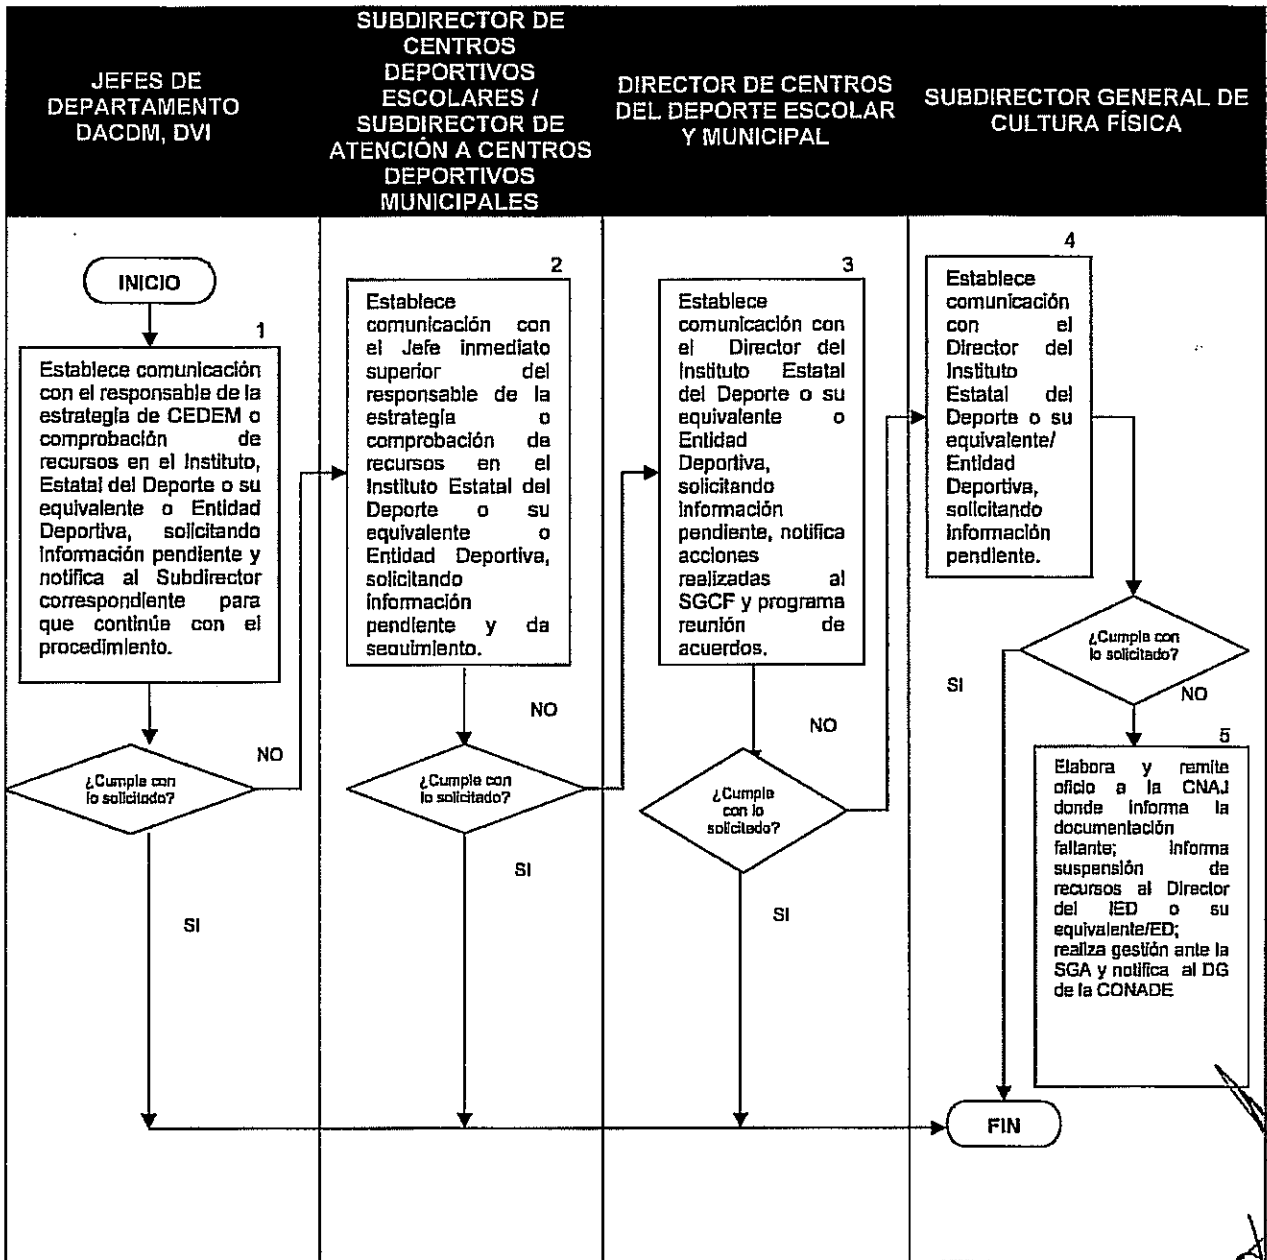 JEFES DE
DEPARTAMENTO
DACDM, DVI
SUBDIRECTOR DE
CENTROS
DEPORTIVOS
ESCOLARES /
SUBDIRECTOR DE
ATENCIÓN A CENTROS
DEPORTIVOS
MUNICIPALES
DIRECTOR DE CENTROS
DEL DEPORTE ESCOLAR
Y MUNICIPAL
SUBDIRECTOR GENERAL DE
CULTURA FÍSICA
INICIO
1
Establece comunicación
con el responsable de la
estrategia de CEDEM o
comprobación de
recursos en el Instituto,
Estatal del Deporte o su
equivalente o Entidad
Deportiva, solicitando
información pendiente y
notifica al Subdirector
correspondiente para
que continúe con el
procedimiento.
¿Cumple con
lo solicitado?
NO
SI
2
Establece
comunicación con
el Jefe inmediato
superior del
responsable de la
estrategia o
comprobación de
recursos en el
Instituto Estatal del
Deporte o su
equivalente o
Entidad Deportiva,
solicitando
información
pendiente y da
seguimiento.
NO
¿Cumple con
lo solicitado?
SI
3
Establece
comunicación con
el Director del
Instituto Estatal
del Deporte o su
equivalente o
Entidad
Deportiva,
solicitando
información
pendiente, notifica
acciones
realizadas al
SGCF y programa
reunión de
acuerdos.
NO
¿Cumple
con lo
solicitado?
SI
4
Establece
comunicación
con el
Director del
Instituto
Estatal del
Deporte o su
equivalente/
Entidad
Deportiva,
solicitando
información
pendiente.
¿Cumple con
lo solicitado?
SI
NO
5
Elabora y remite
oficio a la CNAJ
donde informa la
documentación
faltante; informa
suspensión de
recursos al Director
del IED o su
equivalente/ED;
realiza gestión ante la
SGA y notifica al DG
de la CONADE
FIN